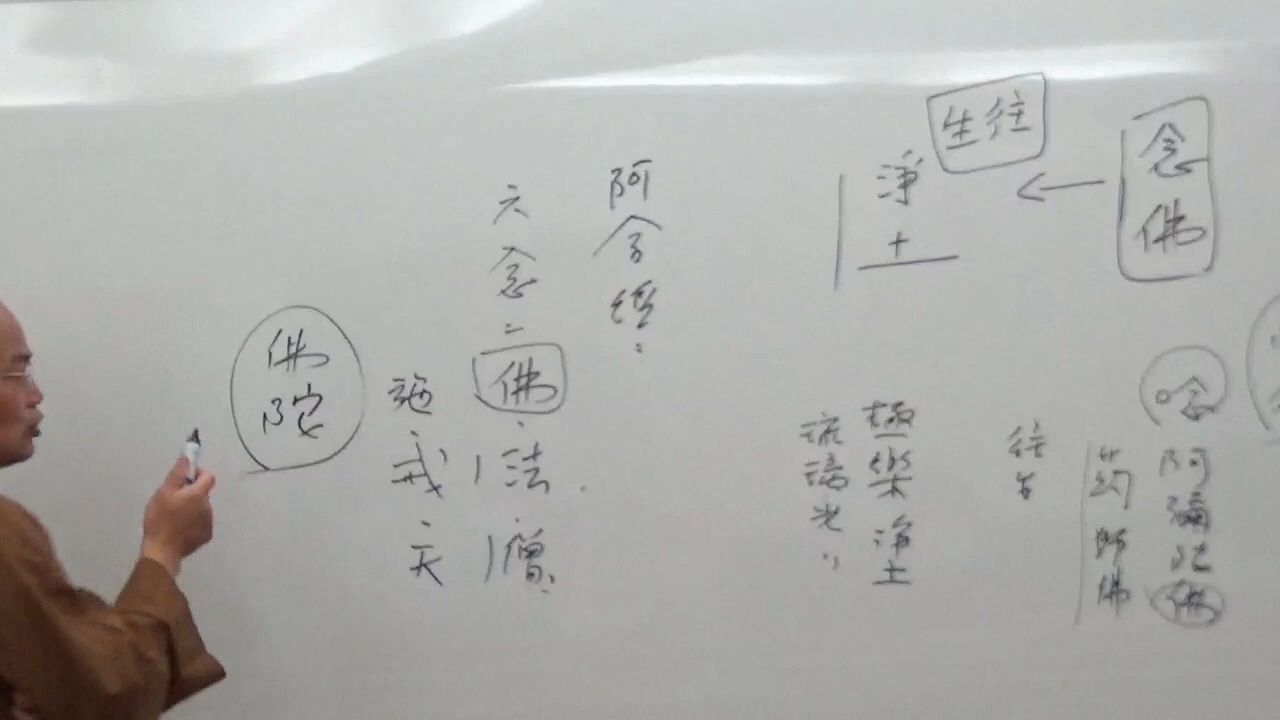 念佛
往生
淨土
唸阿彌陀佛
藥師佛
往生
極樂淨土
琉璃光〃
阿含經：
六念＝佛、法、僧、
施、戒、天
佛陀